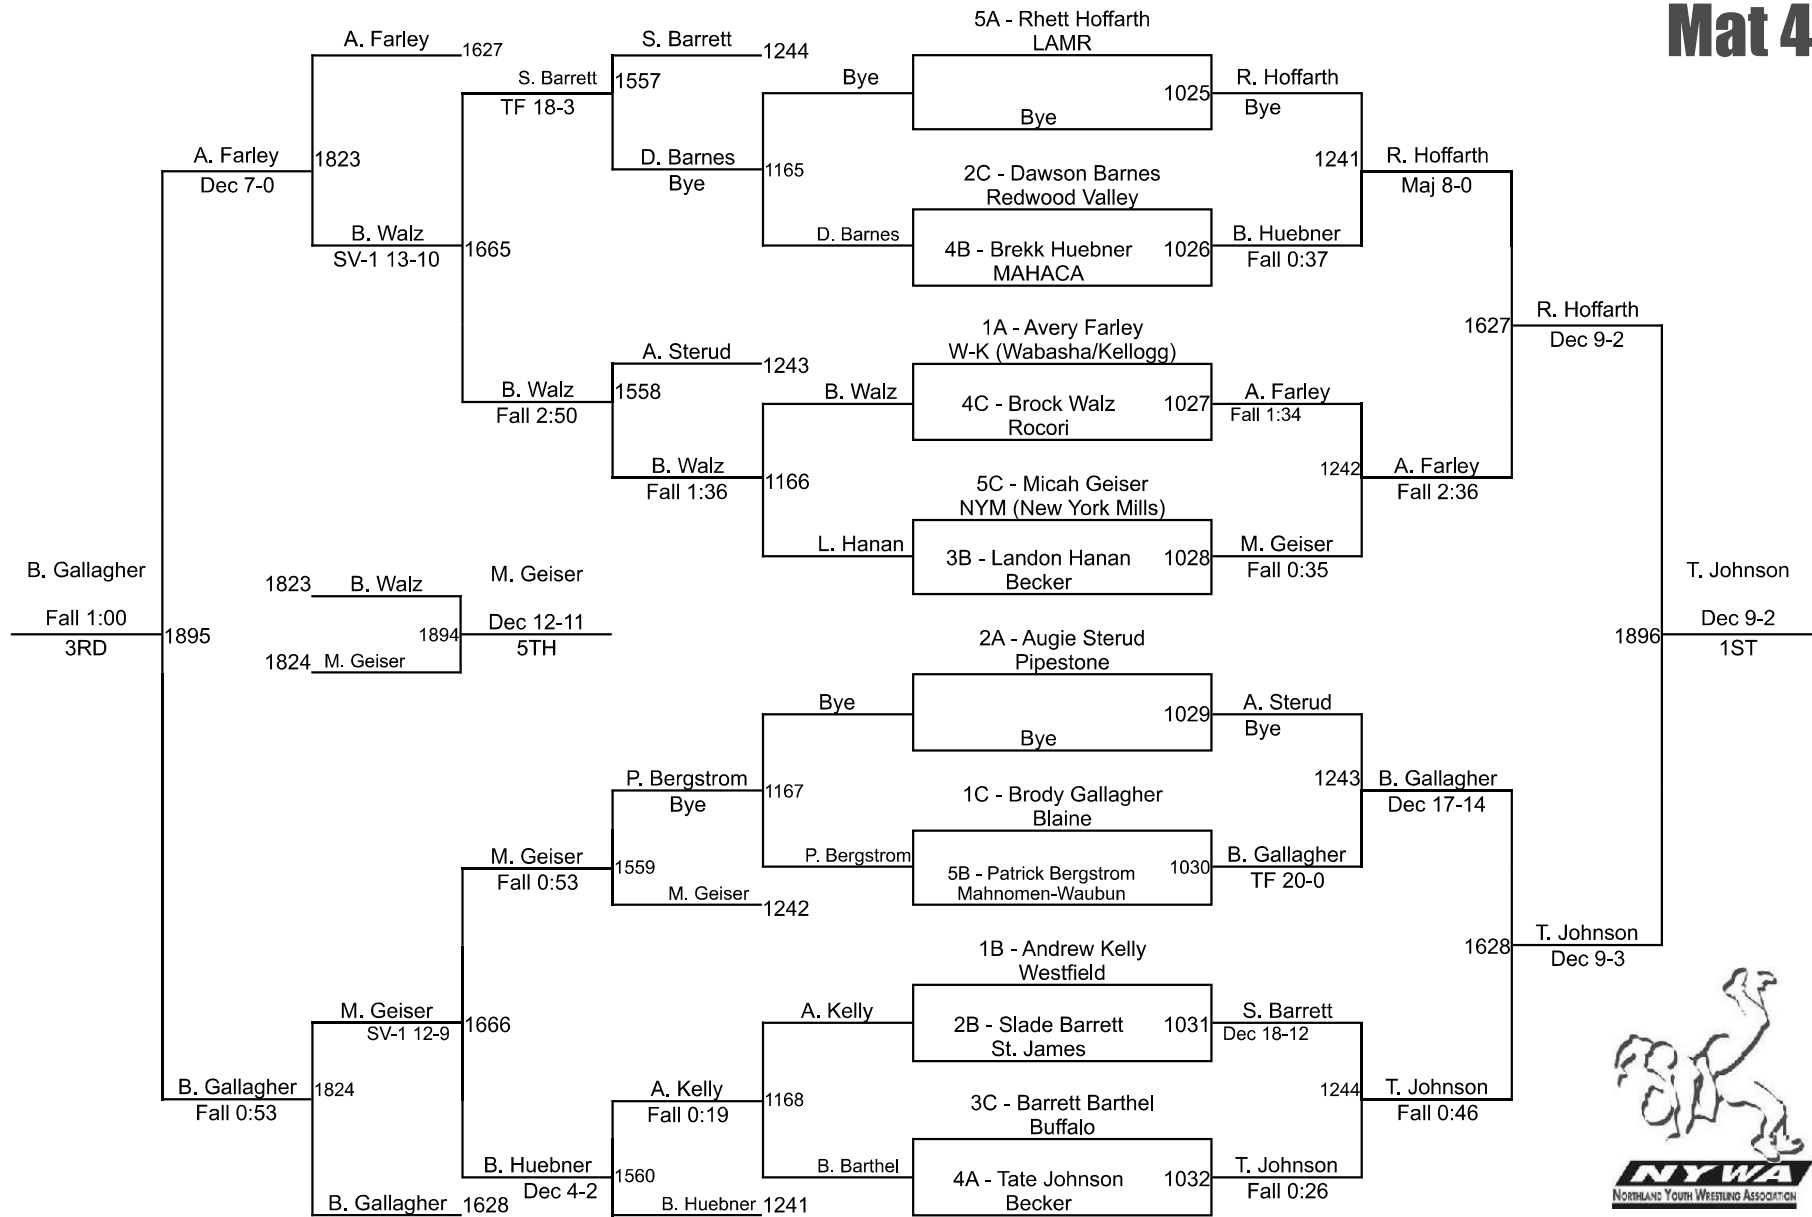 Mat 4
5A - Rhett Hoffarth
LAMR
Bye
1025
2C - Dawson Barnes
Redwood Valley
4B - Brekk Huebner
MAHACA
1026
1A - Avery Farley
W-K (Wabasha/Kellogg)
4C - Brock Walz
Rocori
1027
5C - Micah Geiser
NYM (New York Mills)
3B - Landon Hanan
Becker
1028
2A - Augie Sterud
Pipestone
Bye
1029
1C - Brody Gallagher
Blaine
5B - Patrick Bergstrom
Mahnomen-Waubun
1030
1B - Andrew Kelly
Westfield
2B - Slade Barrett
St. James
1031
3C - Barrett Barthel
Buffalo
4A - Tate Johnson
Becker
1032
R. Hoffarth
Bye
1241
B. Huebner
Fall 0:37
A. Farley
Fall 1:34
1242
M. Geiser
Fall 0:35
A. Sterud
Bye
1243
B. Gallagher
TF 20-0
S. Barrett
Dec 18-12
1244
T. Johnson
Fall 0:26
R. Hoffarth
Maj 8-0
1627
A. Farley
Fall 2:36
B. Gallagher
Dec 17-14
1628
T. Johnson
Fall 0:46
R. Hoffarth
Dec 9-2
1896
T. Johnson
Dec 9-3
T. Johnson
Dec 9-2
1ST
Bye
1165
D. Barnes
B. Walz
1166
L. Hanan
Bye
1167
P. Bergstrom
A. Kelly
1168
B. Barthel
S. Barrett
1244
1557
D. Barnes
Bye
A. Sterud
1243
1558
B. Walz
Fall 1:36
P. Bergstrom
Bye
1559
M. Geiser
1242
A. Kelly
Fall 0:19
1560
B. Huebner
1241
S. Barrett
TF 18-3
1665
B. Walz
Fall 2:50
M. Geiser
Fall 0:53
1666
B. Huebner
Dec 4-2
A. Farley
1627
1823
B. Walz
SV-1 13-10
M. Geiser
SV-1 12-9
1824
B. Gallagher
1628
A. Farley
Dec 7-0
1895
B. Gallagher
Fall 0:53
B. Gallagher
Fall 1:00
3RD
1823
B. Walz
1894
1824
M. Geiser
M. Geiser
Dec 12-11
5TH
NYWA
NORTHLAND YOUTH WRESTLING ASSOCIATION